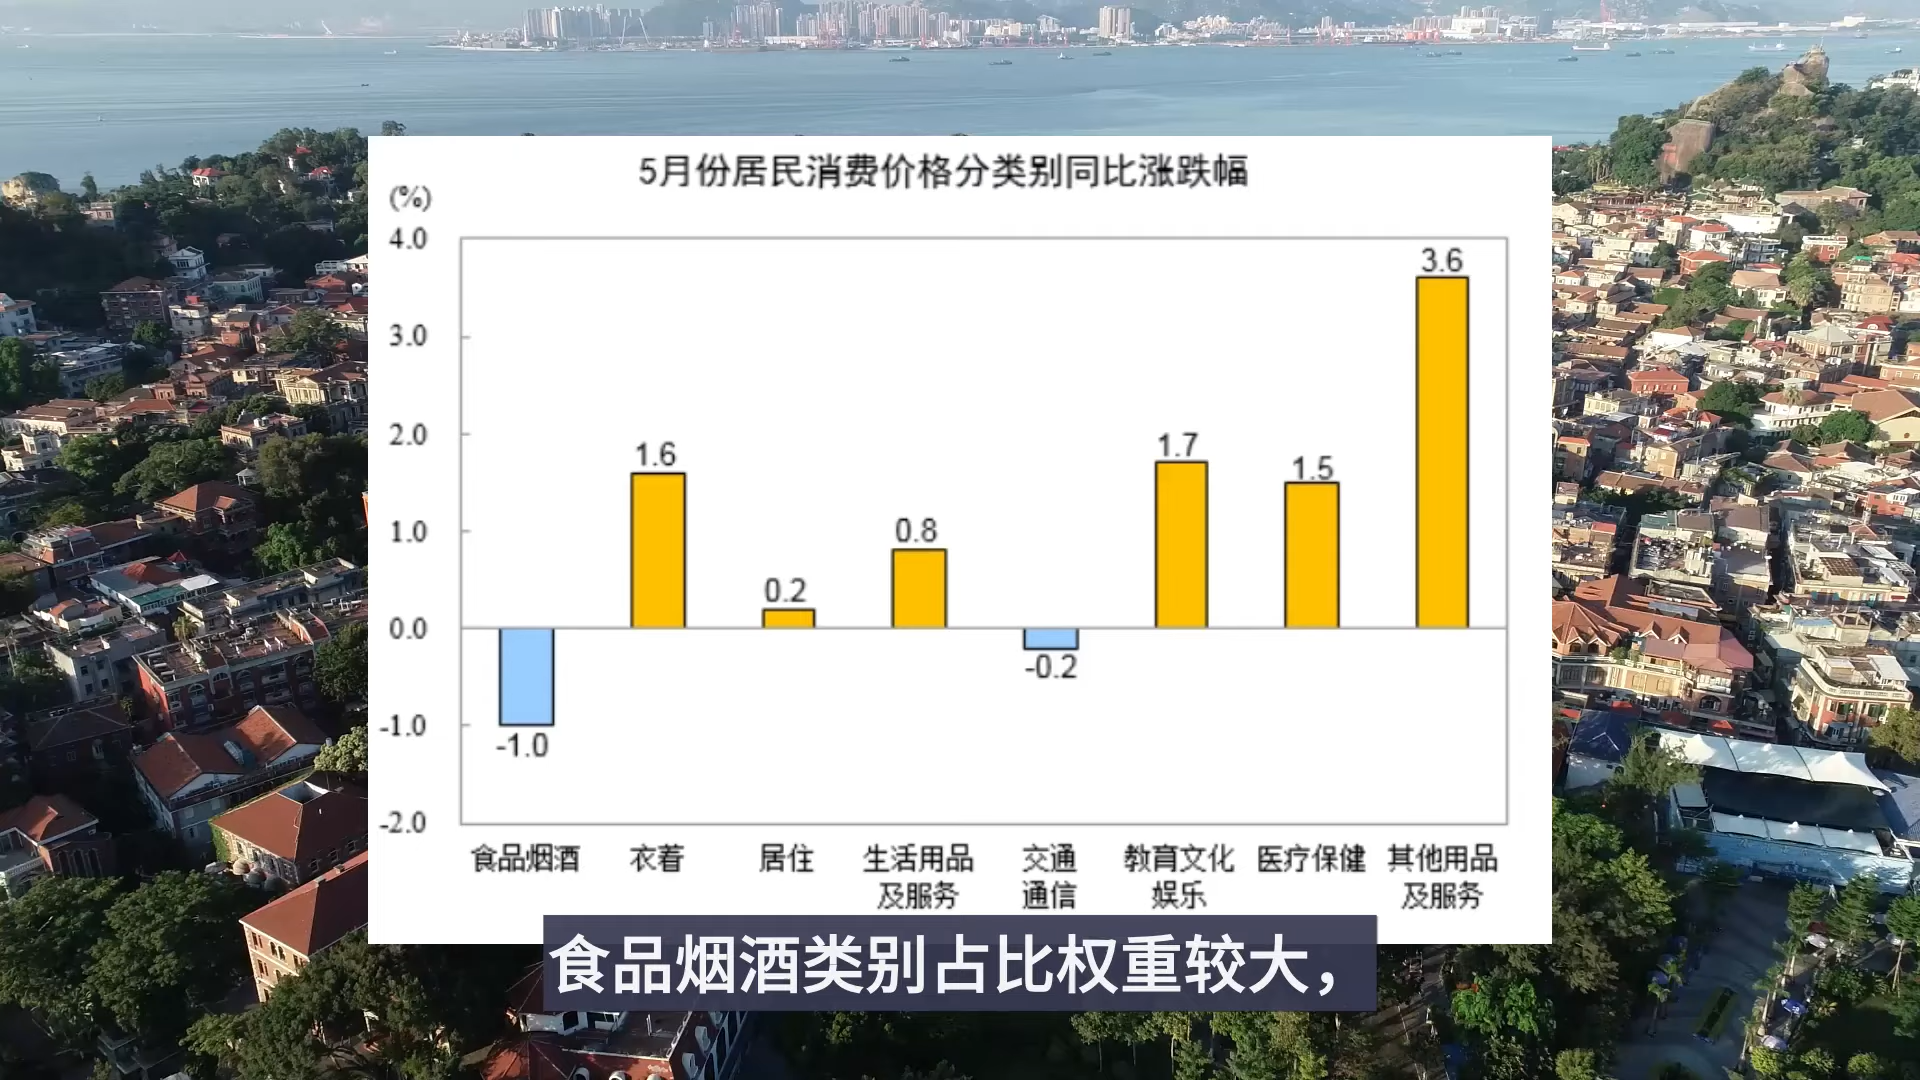 5月份居民消费价格分类别同比涨跌幅
(%)
4.0
3.0
2.0
1.0
0.0
-1.0
-2.0
-1.0
1.6
0.2
0.8
-0.2
1.7
1.5
3.6
食品烟酒
衣着
居住
生活用品
及服务
交通
通信
教育文化
娱乐
医疗保健
其他用品
及服务
食品烟酒类别占比权重较大，